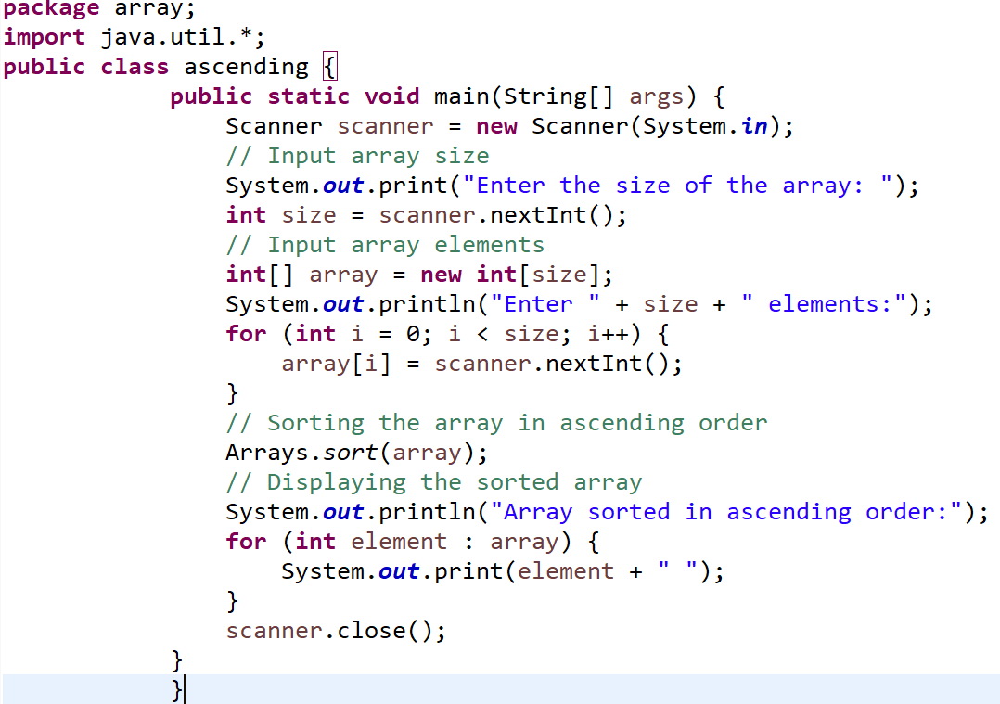 package array;
import java.util.*;
public class ascending {
public static void main(String[] args) {
Scanner scanner = new Scanner(System.in);
// Input array size
System.out.print("Enter the size of the array: ");
int size = scanner.nextInt();
// Input array elements
int[] array = new int[size];
System.out.println("Enter " + size + " elements:");
for (int i = 0; i < size; i++) {
array[i] = scanner.nextInt();
}
// Sorting the array in ascending order
Arrays.sort(array);
// Displaying the sorted array
System.out.println("Array sorted in ascending order:");
for (int element : array) {
System.out.print(element + " ");
}
scanner.close();
}
}